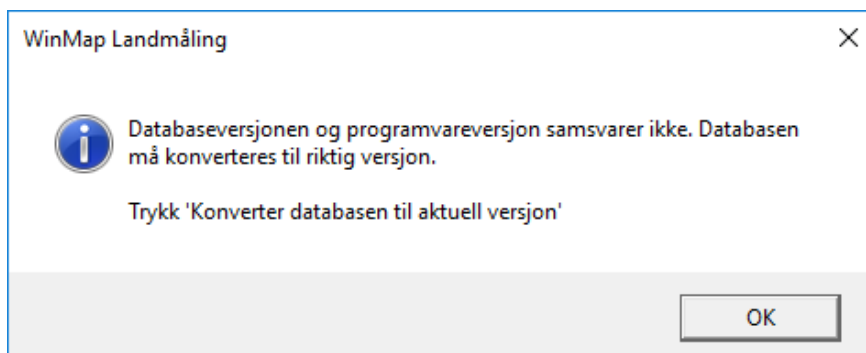 WinMap Landmåling
Databaseversjonen og programvareversjon samsvarer ikke. Databasen
må konverteres til riktig versjon.
Trykk 'Konverter databasen til aktuell versjon'
OK